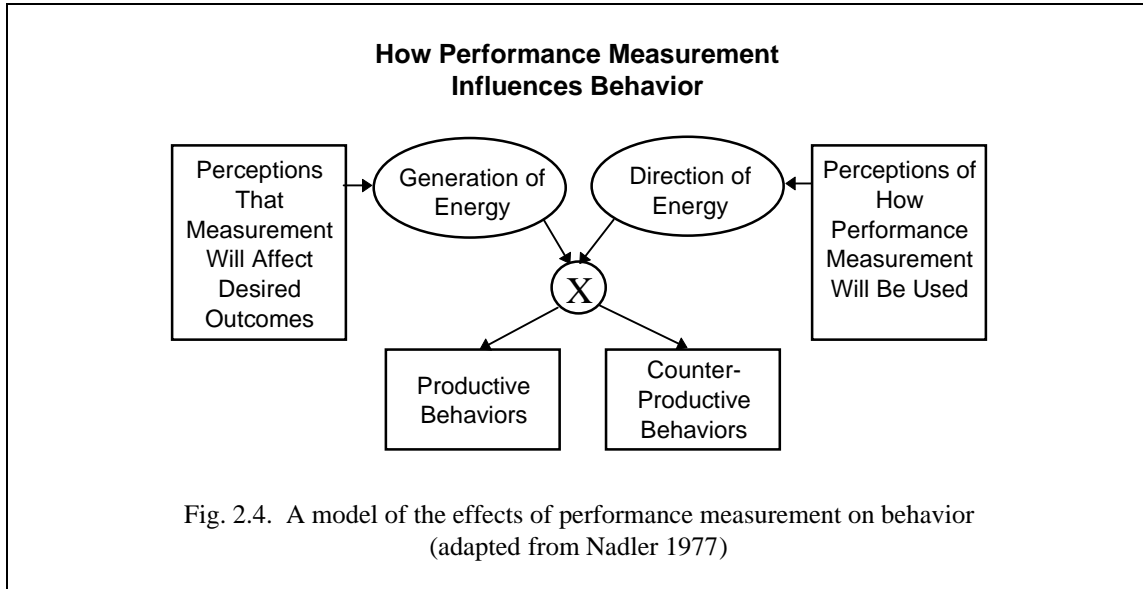 How Performance Measurement
Influences Behavior
Perceptions
That
Measurement
Will Affect
Desired
Outcomes
Generation of
Energy
Direction of
Energy
Perceptions of
How
Performance
Measurement
Will Be Used
X
Productive
Behaviors
Counter-
Productive
Behaviors
Fig. 2.4. A model of the effects of performance measurement on behavior
(adapted from Nadler 1977)